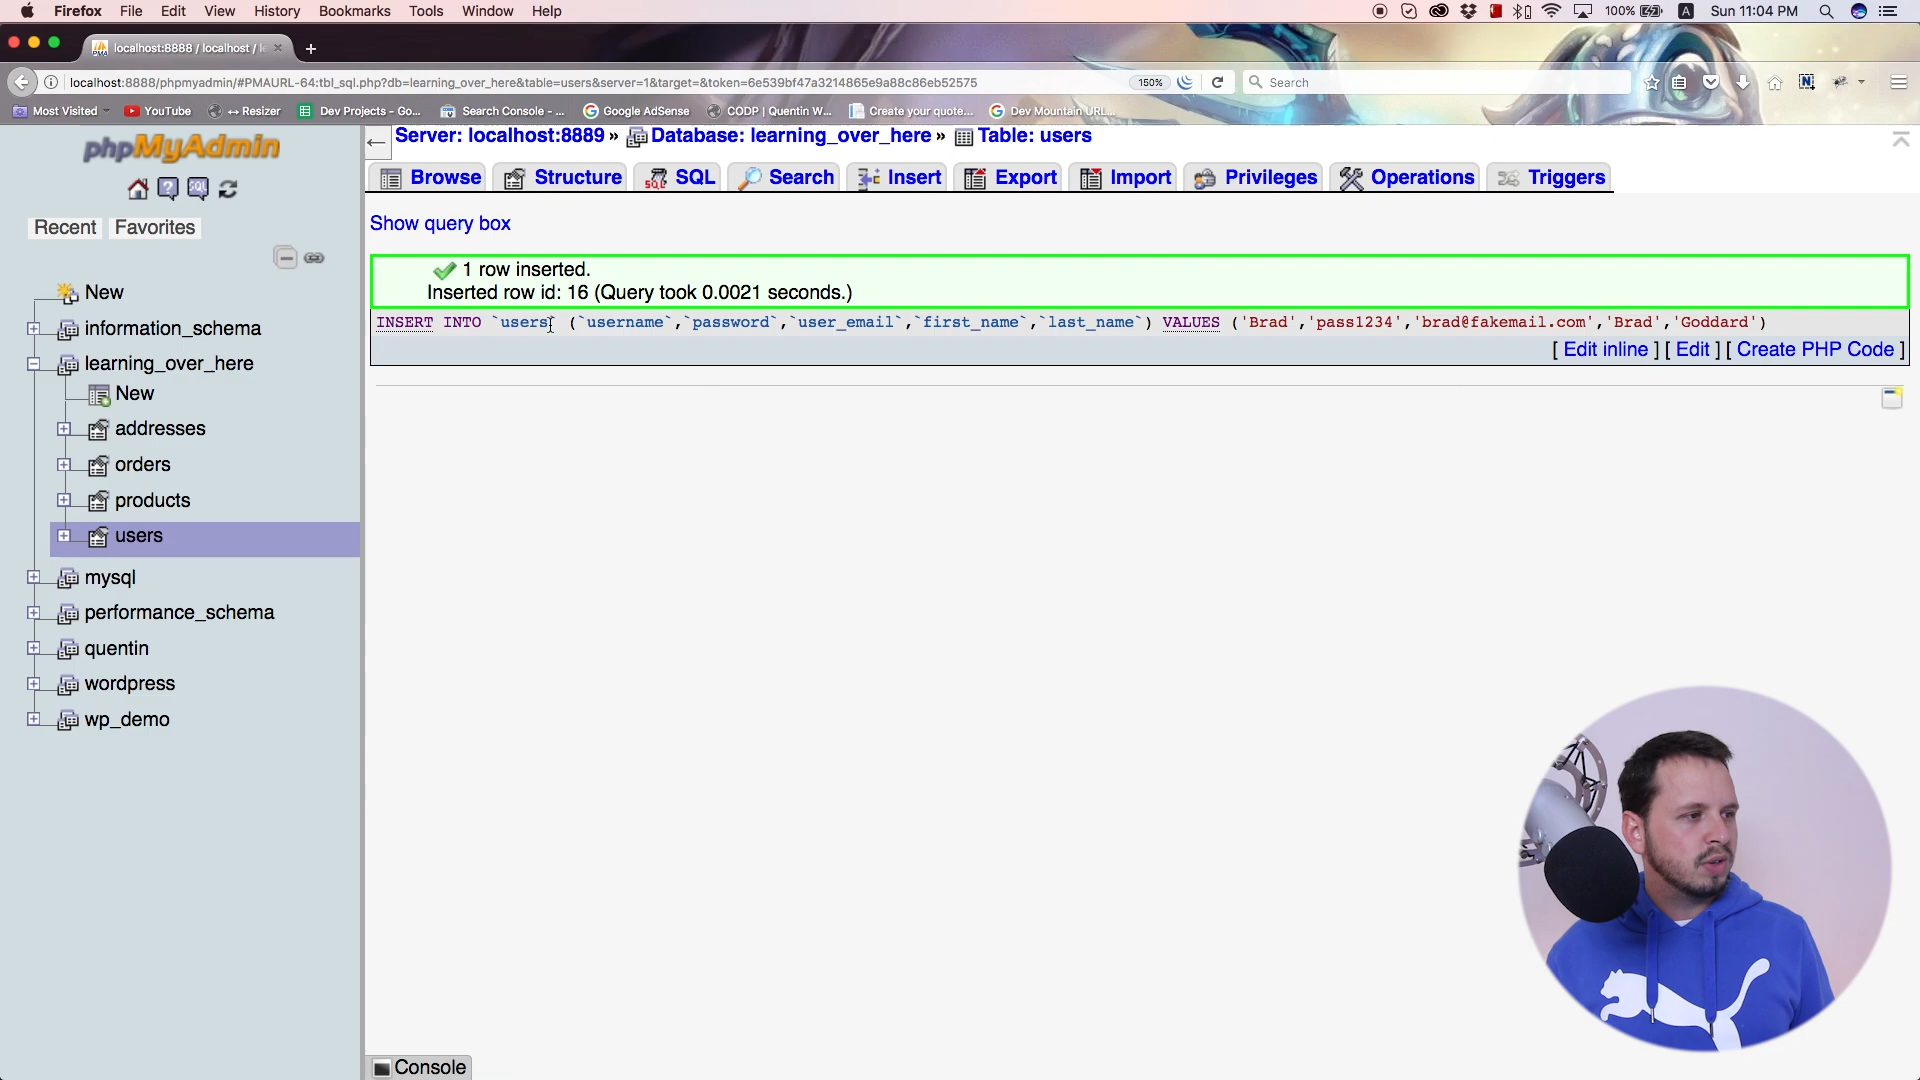 Firefox File Edit View History Bookmarks Tools Window Help 100% A Sun 11:04 PM
localhost:8888 / localhost / l
localhost:8888/phpmyadmin/#PMAURL-64:tbl_sql.php?db=learning_over_here&table=users&server=1&target=&token=6e539bf47a3214865e9a88c86eb52575 150% Search
Most Visited YouTube ↔ Resizer Dev Projects - Go... Search Console - ... Google AdSense CODP | Quentin W... Create your quote... Dev Mountain URL...
phpMyAdmin
Recent Favorites
New
information_schema
learning_over_here
New
addresses
orders
products
users
mysql
performance_schema
quentin
wordpress
wp_demo
Server: localhost:8889 » Database: learning_over_here » Table: users
Browse Structure SQL Search Insert Export Import Privileges Operations Triggers
Show query box
1 row inserted.
Inserted row id: 16 (Query took 0.0021 seconds.)
INSERT INTO `users` (`username`,`password`,`user_email`,`first_name`,`last_name`) VALUES ('Brad','pass1234','brad@fakemail.com','Brad','Goddard')
[ Edit inline ] [ Edit ] [ Create PHP Code ]
Console